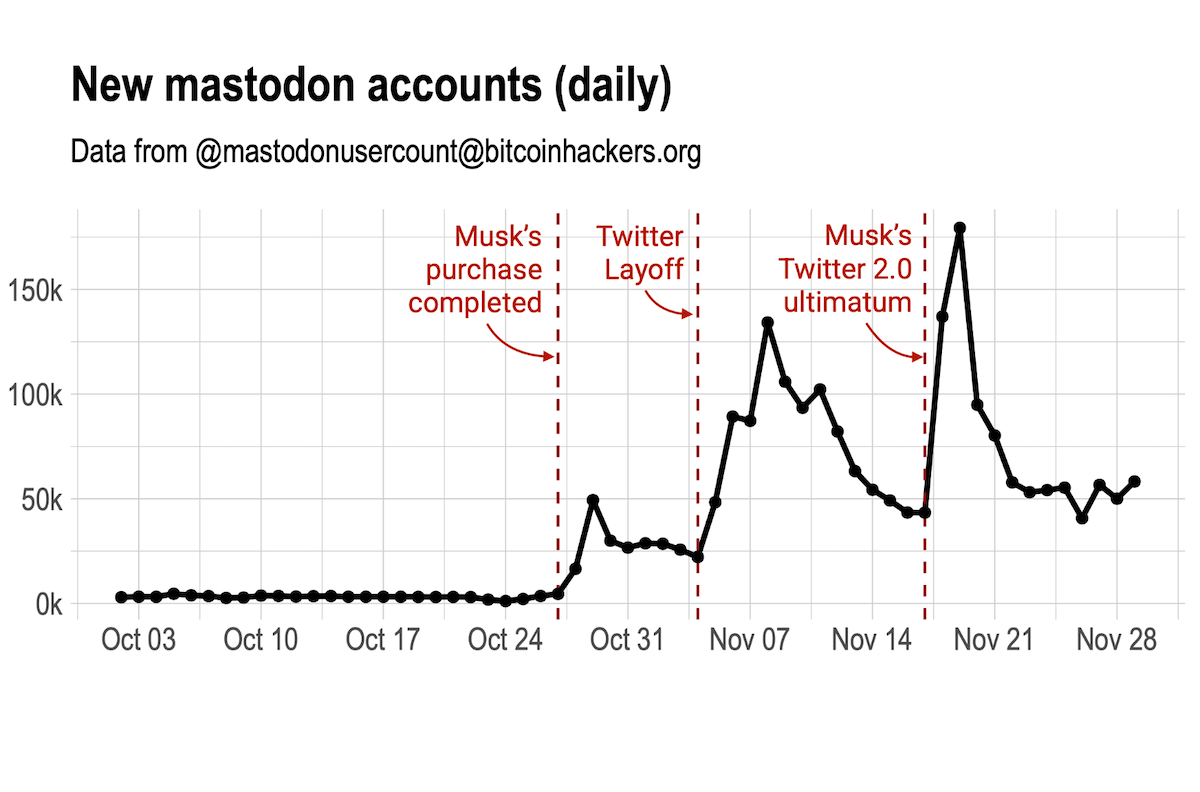 New mastodon accounts (daily)
Data from @mastodonusercount@bitcoinhackers.org
Musk’s
purchase
completed
Twitter
Layoff
Musk’s
Twitter 2.0
ultimatum
150k
100k
50k
0k
Oct 03 Oct 10 Oct 17 Oct 24 Oct 31 Nov 07 Nov 14 Nov 21 Nov 28